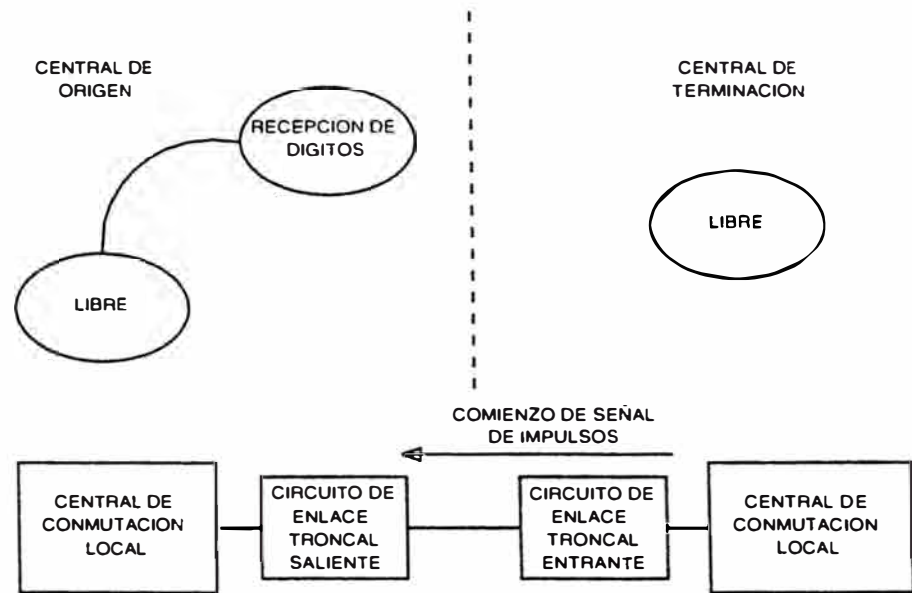 CENTRAL DE
ORIGEN
RECEPCION DE
DIGITOS
LIBRE
CENTRAL DE
TERMINACION
LIBRE
COMIENZO DE SEÑAL
DE IMPULSOS
CENTRAL DE
CONMUTACION
LOCAL
CIRCUITO DE
ENLACE
TRONCAL
SALIENTE
CIRCUITO DE
ENLACE
TRONCAL
ENTRANTE
CENTRAL DE
CONMUTACION
LOCAL